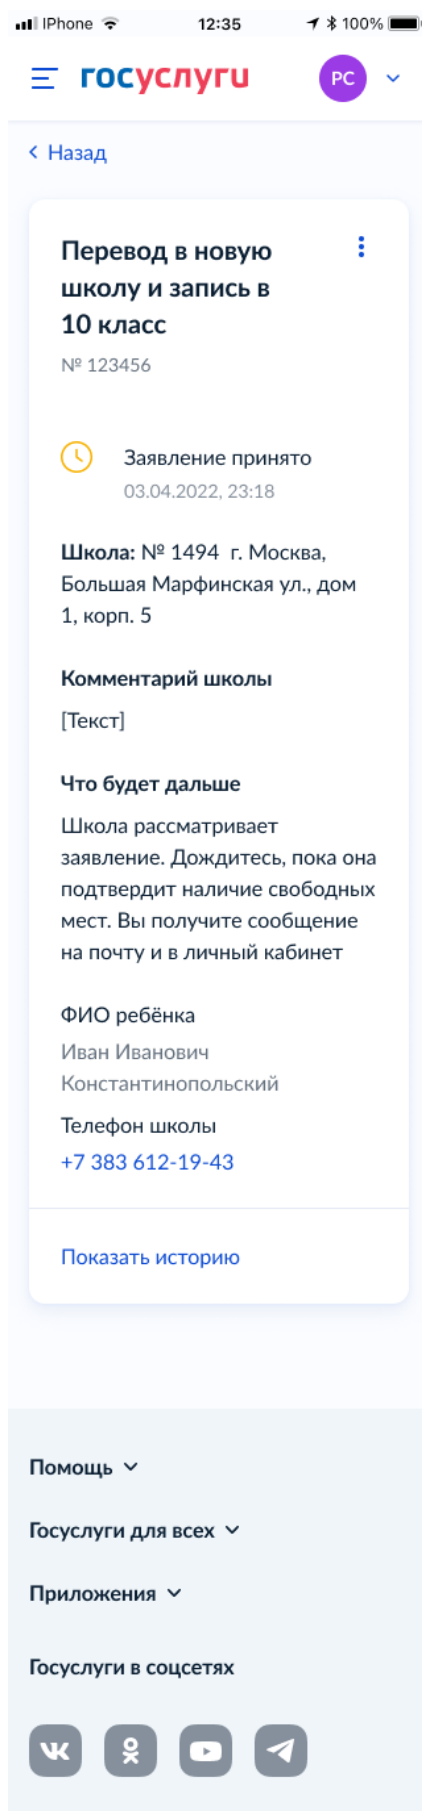 IPhone 12:35 100%
госуслуги РС
Назад
Перевод в новую
школу и запись в
10 класс
№ 123456
Заявление принято
03.04.2022, 23:18
Школа: № 1494 г. Москва,
Большая Марфинская ул., дом
1, корп. 5
Комментарий школы
[Текст]
Что будет дальше
Школа рассматривает
заявление. Дождитесь, пока она
подтвердит наличие свободных
мест. Вы получите сообщение
на почту и в личный кабинет
ФИО ребёнка
Иван Иванович
Константинопольский
Телефон школы
+7 383 612-19-43
Показать историю
Помощь
Госуслуги для всех
Приложения
Госуслуги в соцсетях